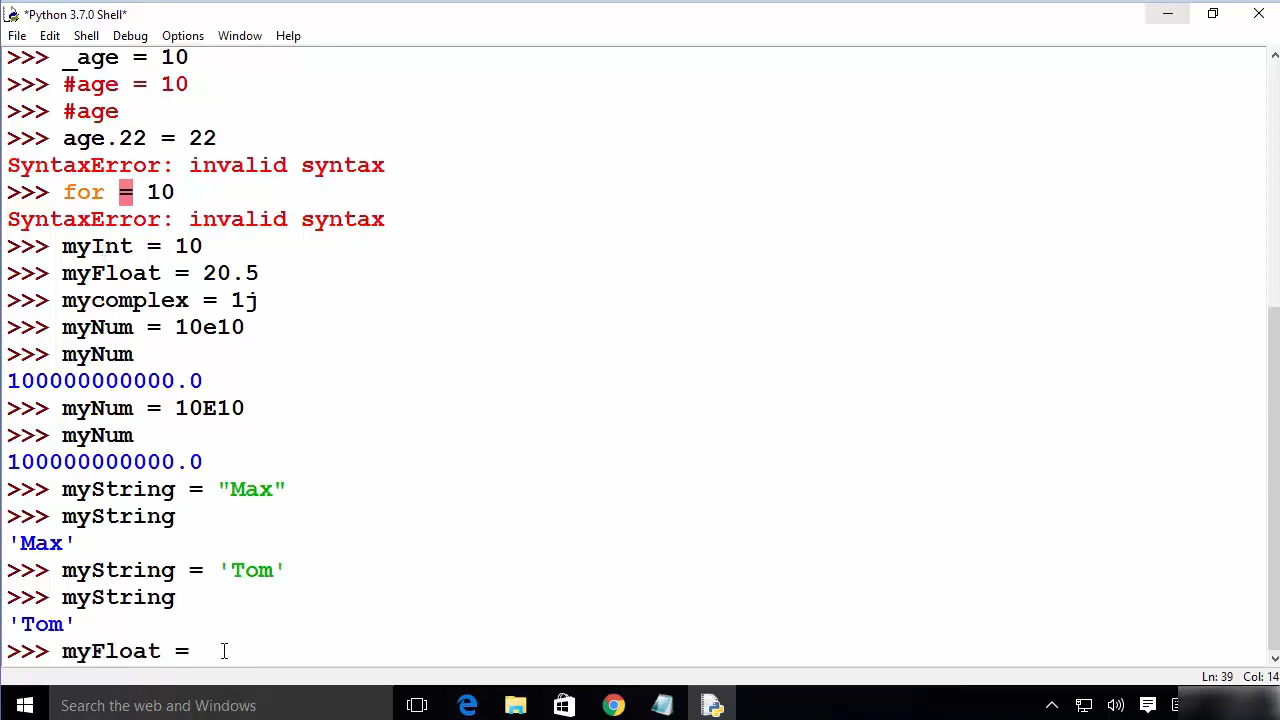 *Python 3.7.0 Shell*
File Edit Shell Debug Options Window Help
>>> _age = 10
>>> #age = 10
>>> #age
>>> age.22 = 22
SyntaxError: invalid syntax
>>> for = 10
SyntaxError: invalid syntax
>>> myInt = 10
>>> myFloat = 20.5
>>> mycomplex = 1j
>>> myNum = 10e10
>>> myNum
100000000000.0
>>> myNum = 10E10
>>> myNum
100000000000.0
>>> myString = "Max"
>>> myString
'Max'
>>> myString = 'Tom'
>>> myString
'Tom'
>>> myFloat =
Ln: 39 Col: 14
Search the web and Windows